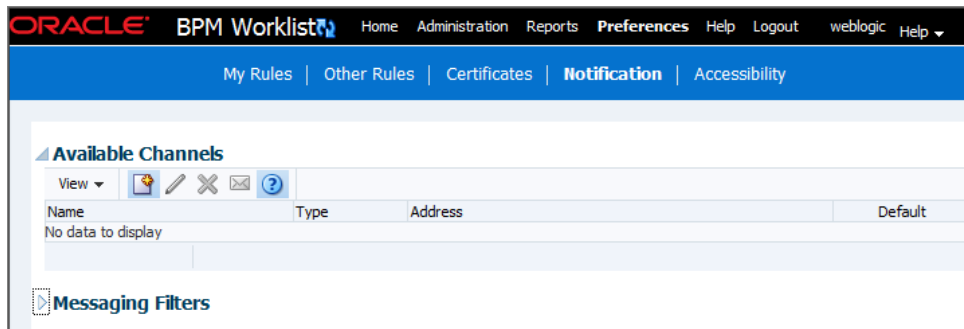 ORACLE® BPM Worklist Home Administration Reports Preferences Help Logout weblogic Help
My Rules | Other Rules | Certificates | Notification | Accessibility
Available Channels
View
Name Type Address Default
No data to display
Messaging Filters